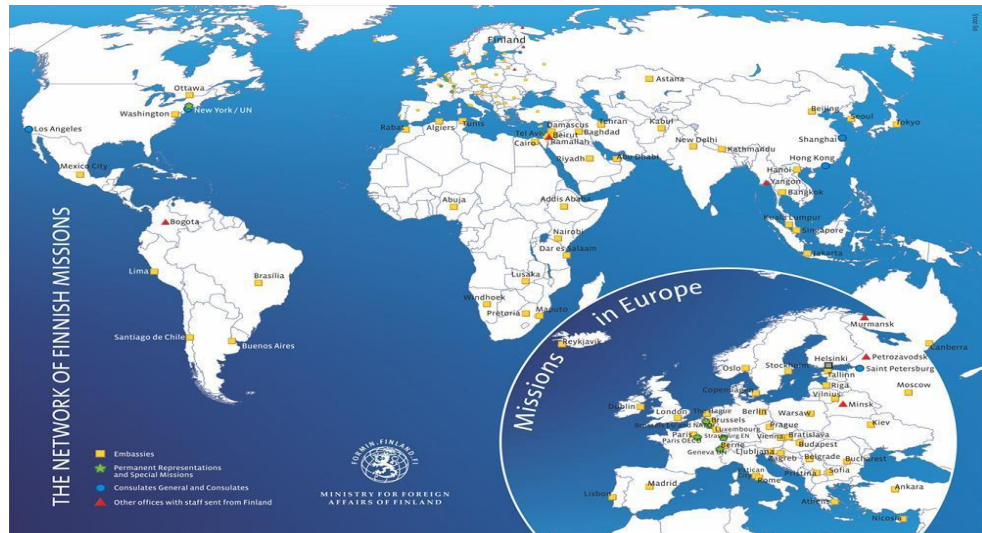 Finland
Astana
Ottawa
New York / UN
Washington
Los Angeles
Mexico City
Bogota
Lima
Brasília
Santiago de Chile
Buenos Aires
Rabat
Algiers
Tunis
Tel Aviv
Damascus
Beirut
Ramallah
Cairo
Baghdad
Tehran
Kabul
Riyadh
Abu Dhabi
New Delhi
Kathmandu
Beijing
Seoul
Tokyo
Shanghai
Hong Kong
Hanoi
Yangon
Bangkok
Kuala Lumpur
Singapore
Jakarta
Abuja
Addis Ababa
Nairobi
Dar es Salaam
Lusaka
Windhoek
Pretoria
Maputo
Canberra
Missions in Europe
Reykjavik
Murmansk
Petrozavodsk
Helsinki
Saint Petersburg
Oslo
Stockholm
Tallinn
Riga
Moscow
Copenhagen
Vilnius
Minsk
Dublin
London
The Hague
Berlin
Warsaw
Kiev
Brussels
Brussels EU and NATO
Luxembourg
Prague
Paris
Paris OECD
Strasbourg EN
Vienna
Bratislava
Budapest
Berne
Geneva UN
Ljubljana
Zagreb
Belgrade
Bucharest
Vatican
City
Rome
Pristina
Sofia
Lisbon
Madrid
Athens
Ankara
Nicosia
THE NETWORK OF FINNISH MISSIONS
Embassies
Permanent Representations
and Special Missions
Consulates General and Consulates
Other offices with staff sent from Finland
FORMIN.FINLAND.FI
MINISTRY FOR FOREIGN
AFFAIRS OF FINLAND